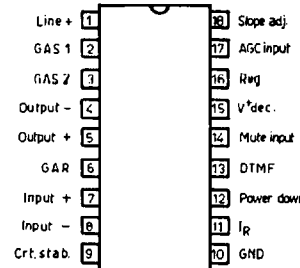 Line + 1 18 Slope adj.
GAS 1 2 17 AGC input
GAS 2 3 16 Rwg
Output - 4 15 V+dec.
Output + 5 14 Mute input
GAR 6 13 DTMF
Input + 7 12 Power down
Input - 8 11 IR
Crt. stab. 9 10 GND